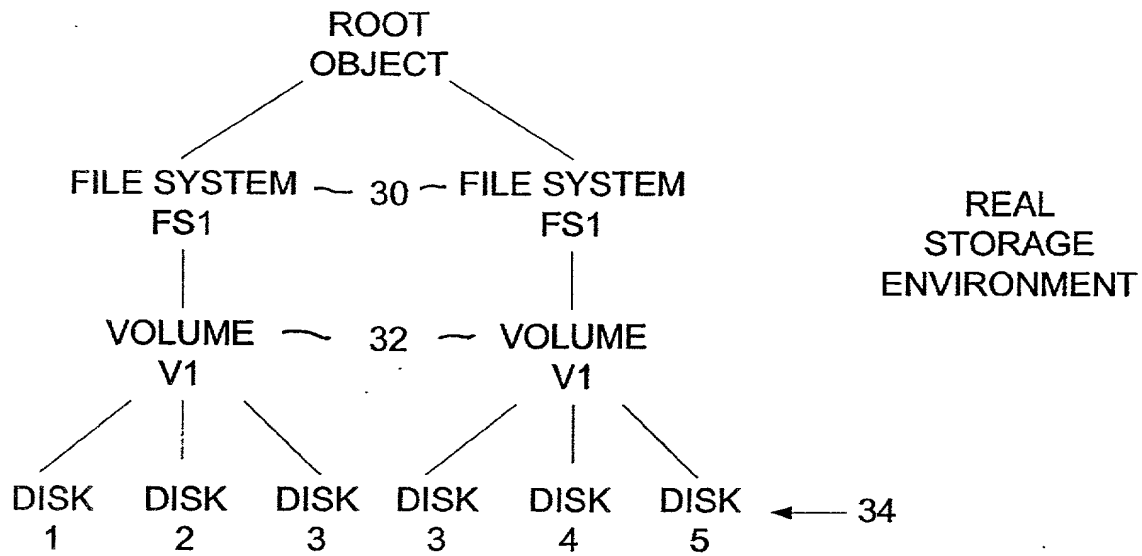 ROOT
OBJECT
FILE SYSTEM 30 FILE SYSTEM
FS1 FS1
REAL
STORAGE
ENVIRONMENT
VOLUME 32 VOLUME
V1 V1
DISK DISK DISK DISK DISK DISK
1 2 3 3 4 5
34